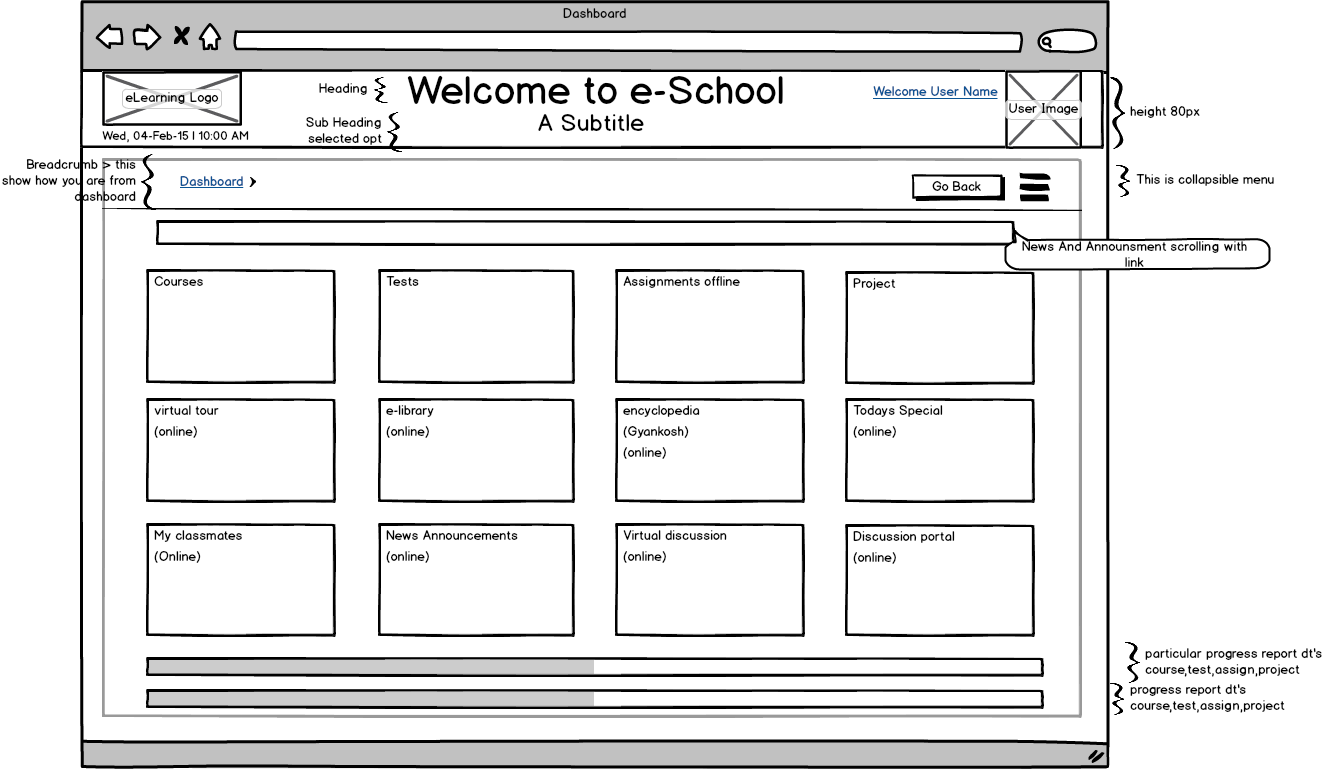 Dashboard
eLearning Logo
Wed, 04-Feb-15 | 10:00 AM
Heading
Welcome to e-School
Sub Heading
selected opt
A Subtitle
Welcome User Name
User Image
height 80px
Breadcrumb > this
show how you are from
dashboard
Dashboard
Go Back
This is collapsible menu
News And Announsment scrolling with
link
Courses
Tests
Assignments offline
Project
virtual tour
(online)
e-library
(online)
encyclopedia
(Gyankosh)
(online)
Todays Special
(online)
My classmates
(Online)
News Announcements
(online)
Virtual discussion
(online)
Discussion portal
(online)
particular progress report dt's
course,test,assign,project
progress report dt's
course,test,assign,project